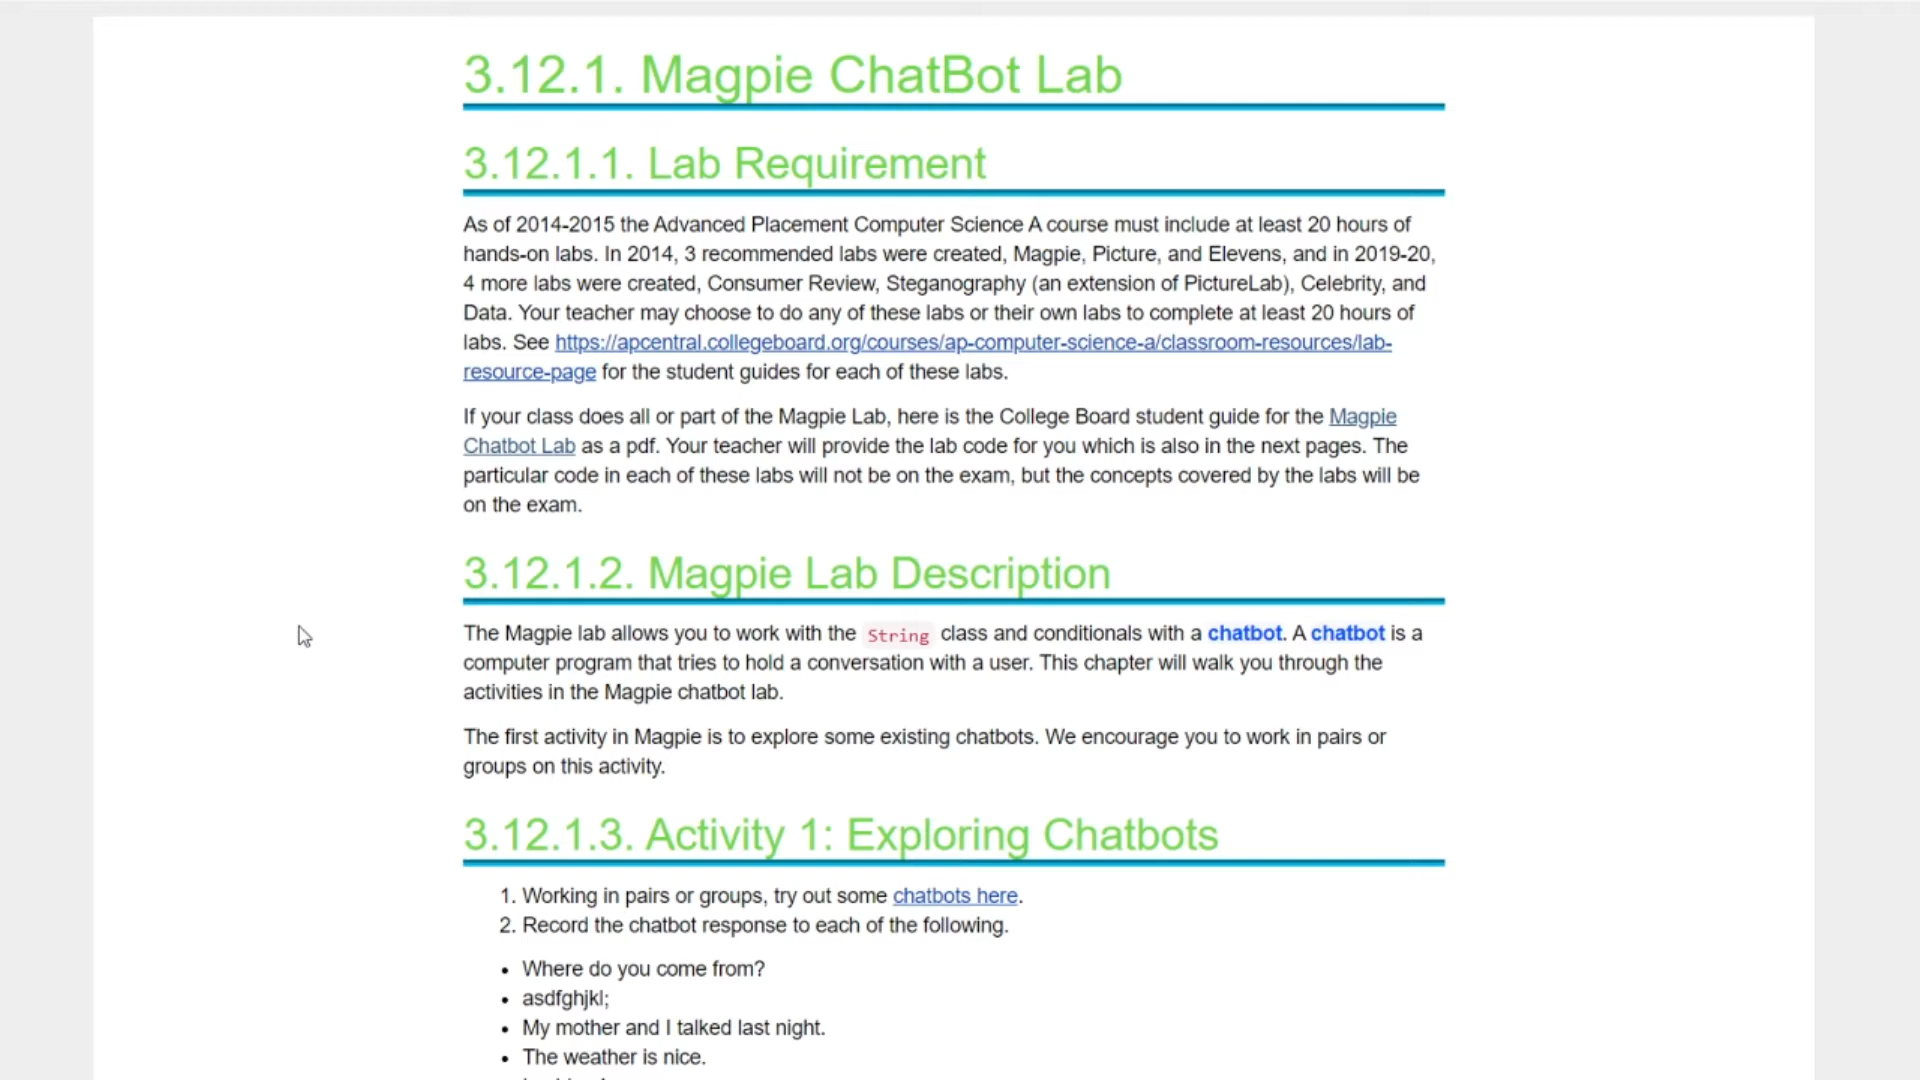 3.12.1. Magpie ChatBot Lab
3.12.1.1. Lab Requirement
As of 2014-2015 the Advanced Placement Computer Science A course must include at least 20 hours of
hands-on labs. In 2014, 3 recommended labs were created, Magpie, Picture, and Elevens, and in 2019-20,
4 more labs were created, Consumer Review, Steganography (an extension of PictureLab), Celebrity, and
Data. Your teacher may choose to do any of these labs or their own labs to complete at least 20 hours of
labs. See https://apcentral.collegeboard.org/courses/ap-computer-science-a/classroom-resources/lab-
resource-page for the student guides for each of these labs.
If your class does all or part of the Magpie Lab, here is the College Board student guide for the Magpie
Chatbot Lab as a pdf. Your teacher will provide the lab code for you which is also in the next pages. The
particular code in each of these labs will not be on the exam, but the concepts covered by the labs will be
on the exam.
3.12.1.2. Magpie Lab Description
The Magpie lab allows you to work with the String class and conditionals with a chatbot. A chatbot is a
computer program that tries to hold a conversation with a user. This chapter will walk you through the
activities in the Magpie chatbot lab.
The first activity in Magpie is to explore some existing chatbots. We encourage you to work in pairs or
groups on this activity.
3.12.1.3. Activity 1: Exploring Chatbots
1. Working in pairs or groups, try out some chatbots here.
2. Record the chatbot response to each of the following.
• Where do you come from?
• asdfghjkl;
• My mother and I talked last night.
• The weather is nice.